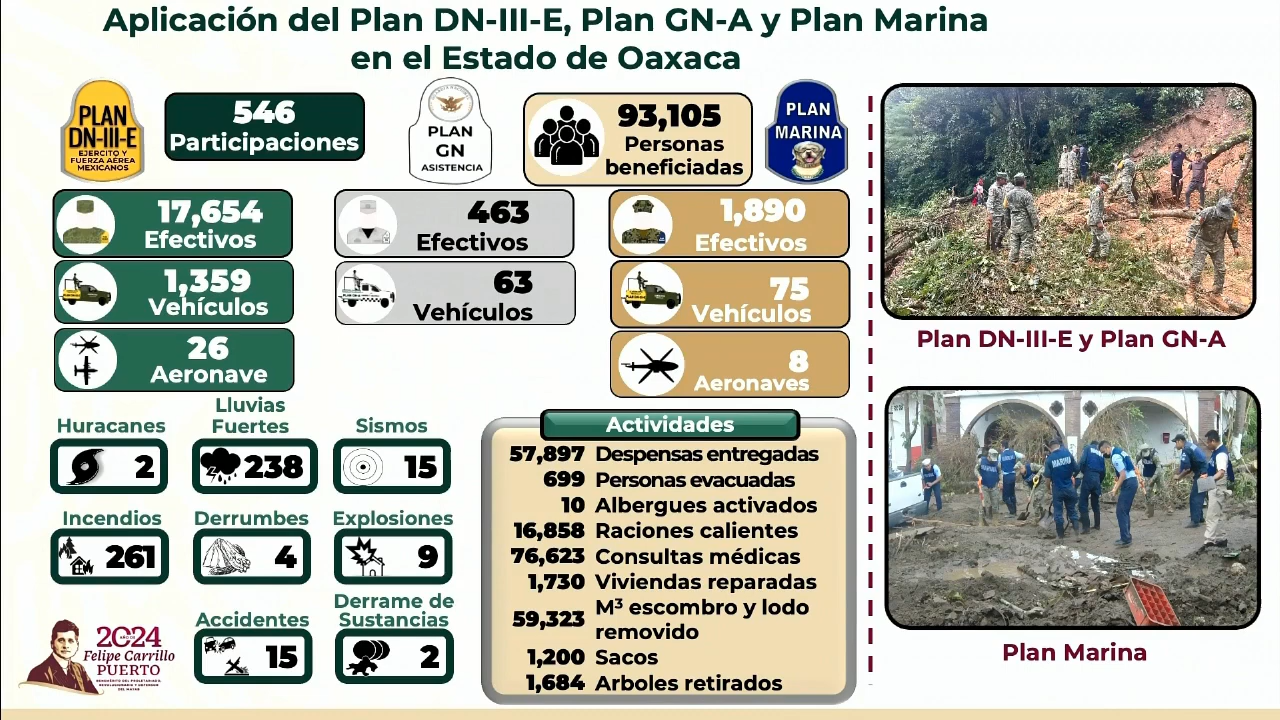 Aplicación del Plan DN-III-E, Plan GN-A y Plan Marina
en el Estado de Oaxaca
PLAN
DN-III-E
EJERCITO Y
FUERZA AÉREA
MEXICANOS
546
Participaciones
PLAN
GN
ASISTENCIA
93,105
Personas
beneficiadas
PLAN
MARINA
17,654
Efectivos
1,359
Vehículos
26
Aeronave
463
Efectivos
63
Vehículos
1,890
Efectivos
75
Vehículos
8
Aeronaves
Plan DN-III-E y Plan GN-A
Huracanes
2
Lluvias
Fuertes
238
Sismos
15
Incendios
261
Derrumbes
4
Explosiones
9
Accidentes
15
Derrame de
Sustancias
2
Actividades
57,897 Despensas entregadas
699 Personas evacuadas
10 Albergues activados
16,858 Raciones calientes
76,623 Consultas médicas
1,730 Viviendas reparadas
59,323 M³ escombro y lodo
removido
1,200 Sacos
1,684 Arboles retirados
MARINA
Plan Marina
2024
Felipe Carrillo
PUERTO